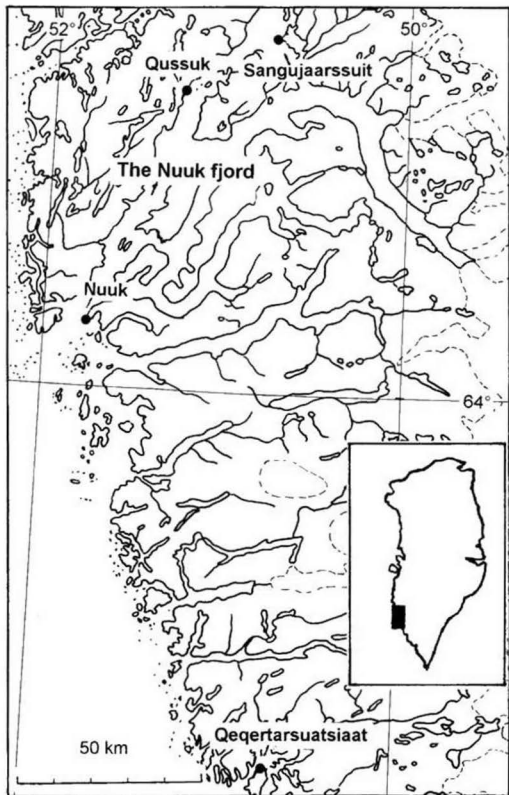 52°
50°
Qussuk
Sangujaarssuit
The Nuuk fjord
Nuuk
64°
Qeqertarsuatsiaat
50 km